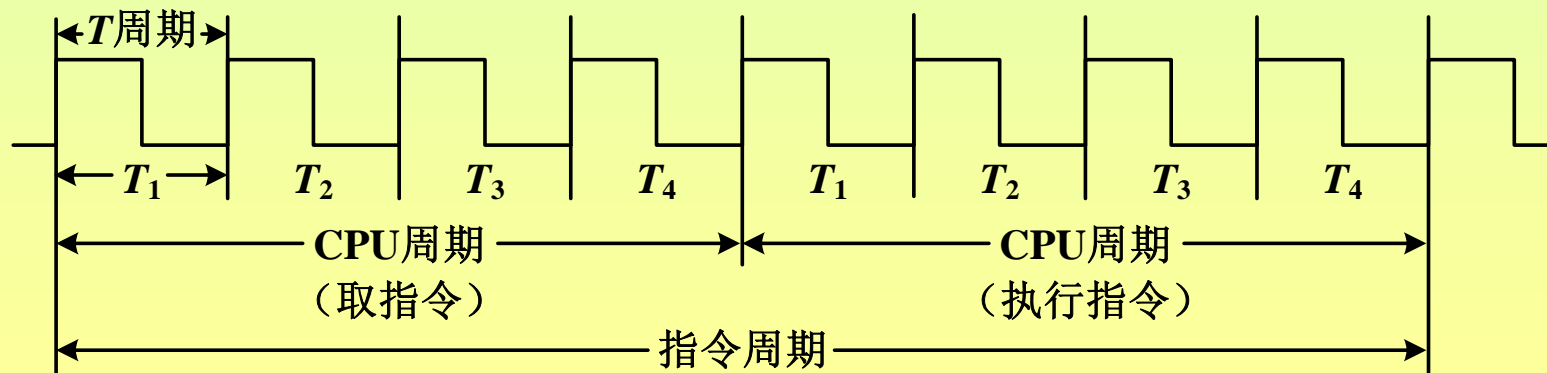 T周期
T₁ T₂ T₃ T₄ T₁ T₂ T₃ T₄
CPU周期 CPU周期
（取指令） （执行指令）
指令周期